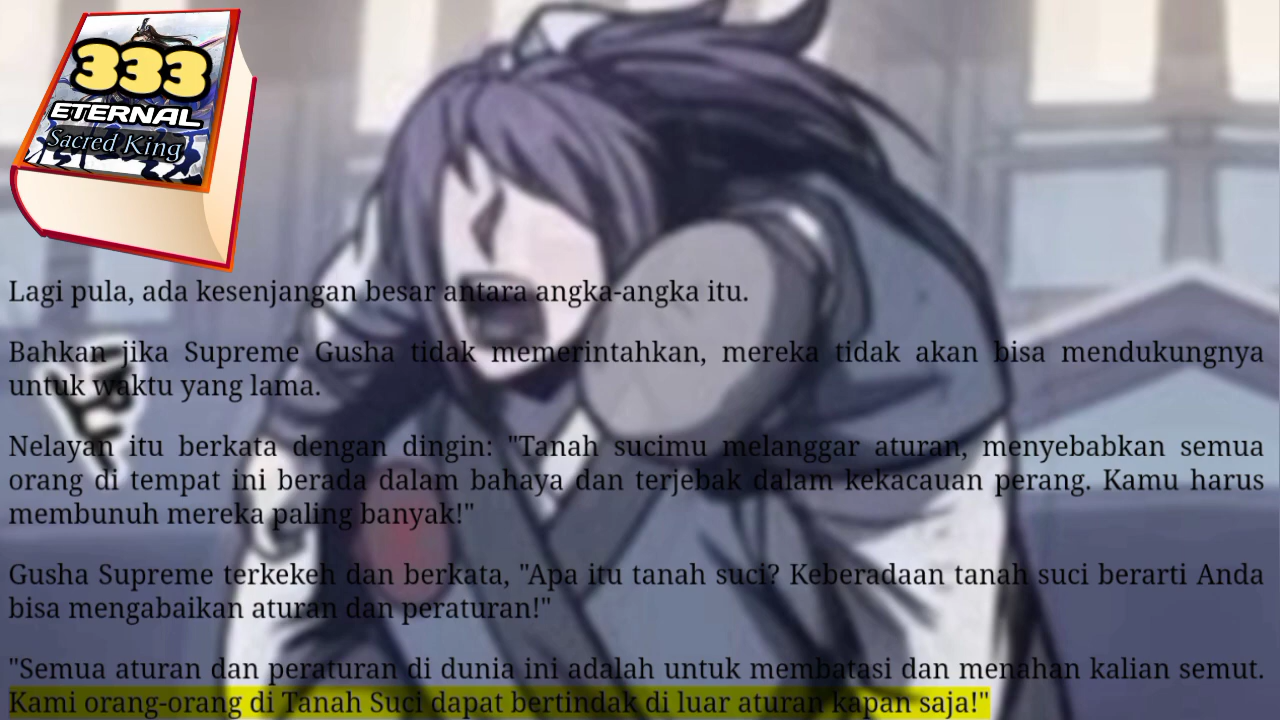 333
ETERNAL
Sacred King
Lagi pula, ada kesenjangan besar antara angka-angka itu.
Bahkan jika Supreme Gusha tidak memerintahkan, mereka tidak akan bisa mendukungnya
untuk waktu yang lama.
Nelayan itu berkata dengan dingin: "Tanah sucimu melanggar aturan, menyebabkan semua
orang di tempat ini berada dalam bahaya dan terjebak dalam kekacauan perang. Kamu harus
membunuh mereka paling banyak!"
Gusha Supreme terkekeh dan berkata, "Apa itu tanah suci? Keberadaan tanah suci berarti Anda
bisa mengabaikan aturan dan peraturan!"
"Semua aturan dan peraturan di dunia ini adalah untuk membatasi dan menahan kalian semut.
Kami orang-orang di Tanah Suci dapat bertindak di luar aturan kapan saja!"